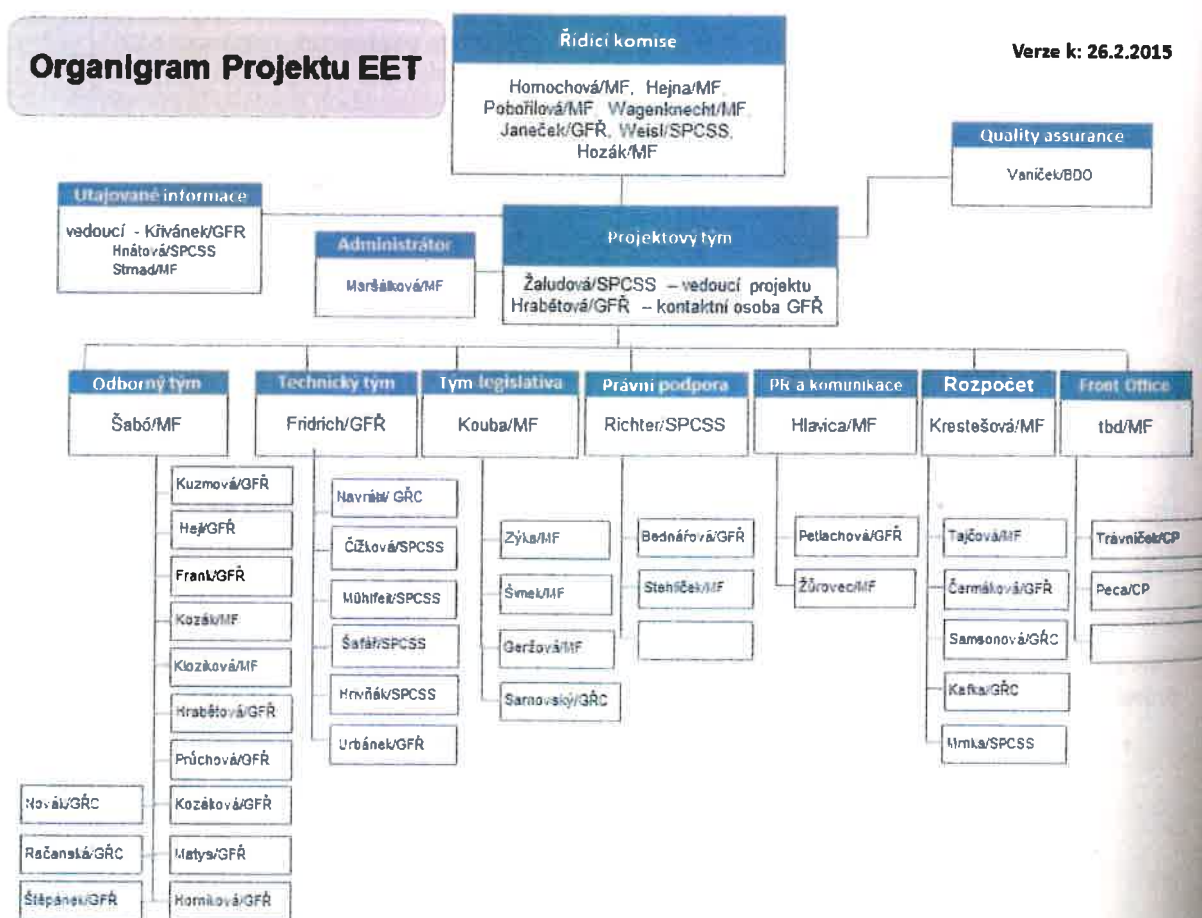 Organigram Projektu EET
Verze k: 26.2.2015
Řídicí komise
Hornochová/MF, Hejna/MF,
Pobořilová/MF, Wagenknecht/MF,
Janeček/GFŘ, Weisl/SPCSS,
Hozák/MF
Quality assurance
Vaníček/BDO
Utajované informace
vedoucí - Křivánek/GFŘ
Hnátová/SPCSS
Strnad/MF
Administrátor
Maršálková/MF
Projektový tým
Žaludová/SPCSS – vedoucí projektu
Hrabětová/GFŘ – kontaktní osoba GFŘ
Odborný tým
Šabó/MF
Kuzmová/GFŘ
Hejl/GFŘ
Frank/GFŘ
Kozák/MF
Kloziková/MF
Hrabětová/GFŘ
Průchová/GFŘ
Novák/GŘC
Kozáková/GFŘ
Račanská/GŘC
Matys/GFŘ
Štěpánek/GFŘ
Horniková/GFŘ
Technický tým
Fridrich/GFŘ
Navrátil/ GŘC
Čížková/SPCSS
Mühlfeit/SPCSS
Šafář/SPCSS
Hrivňák/SPCSS
Urbánek/GFŘ
Tým legislativa
Kouba/MF
Zýka/MF
Šimek/MF
Geržová/MF
Sarnovský/GŘC
Právní podpora
Richter/SPCSS
Bednářová/GFŘ
Stehlíček/MF
PR a komunikace
Hlavica/MF
Petlachová/GFŘ
Žůrovec/MF
Rozpočet
Krestešová/MF
Tajčová/MF
Čermáková/GFŘ
Samsonová/GŘC
Kafka/GŘC
Mrnka/SPCSS
Front Office
tbd/MF
Trávníček/CP
Peca/CP